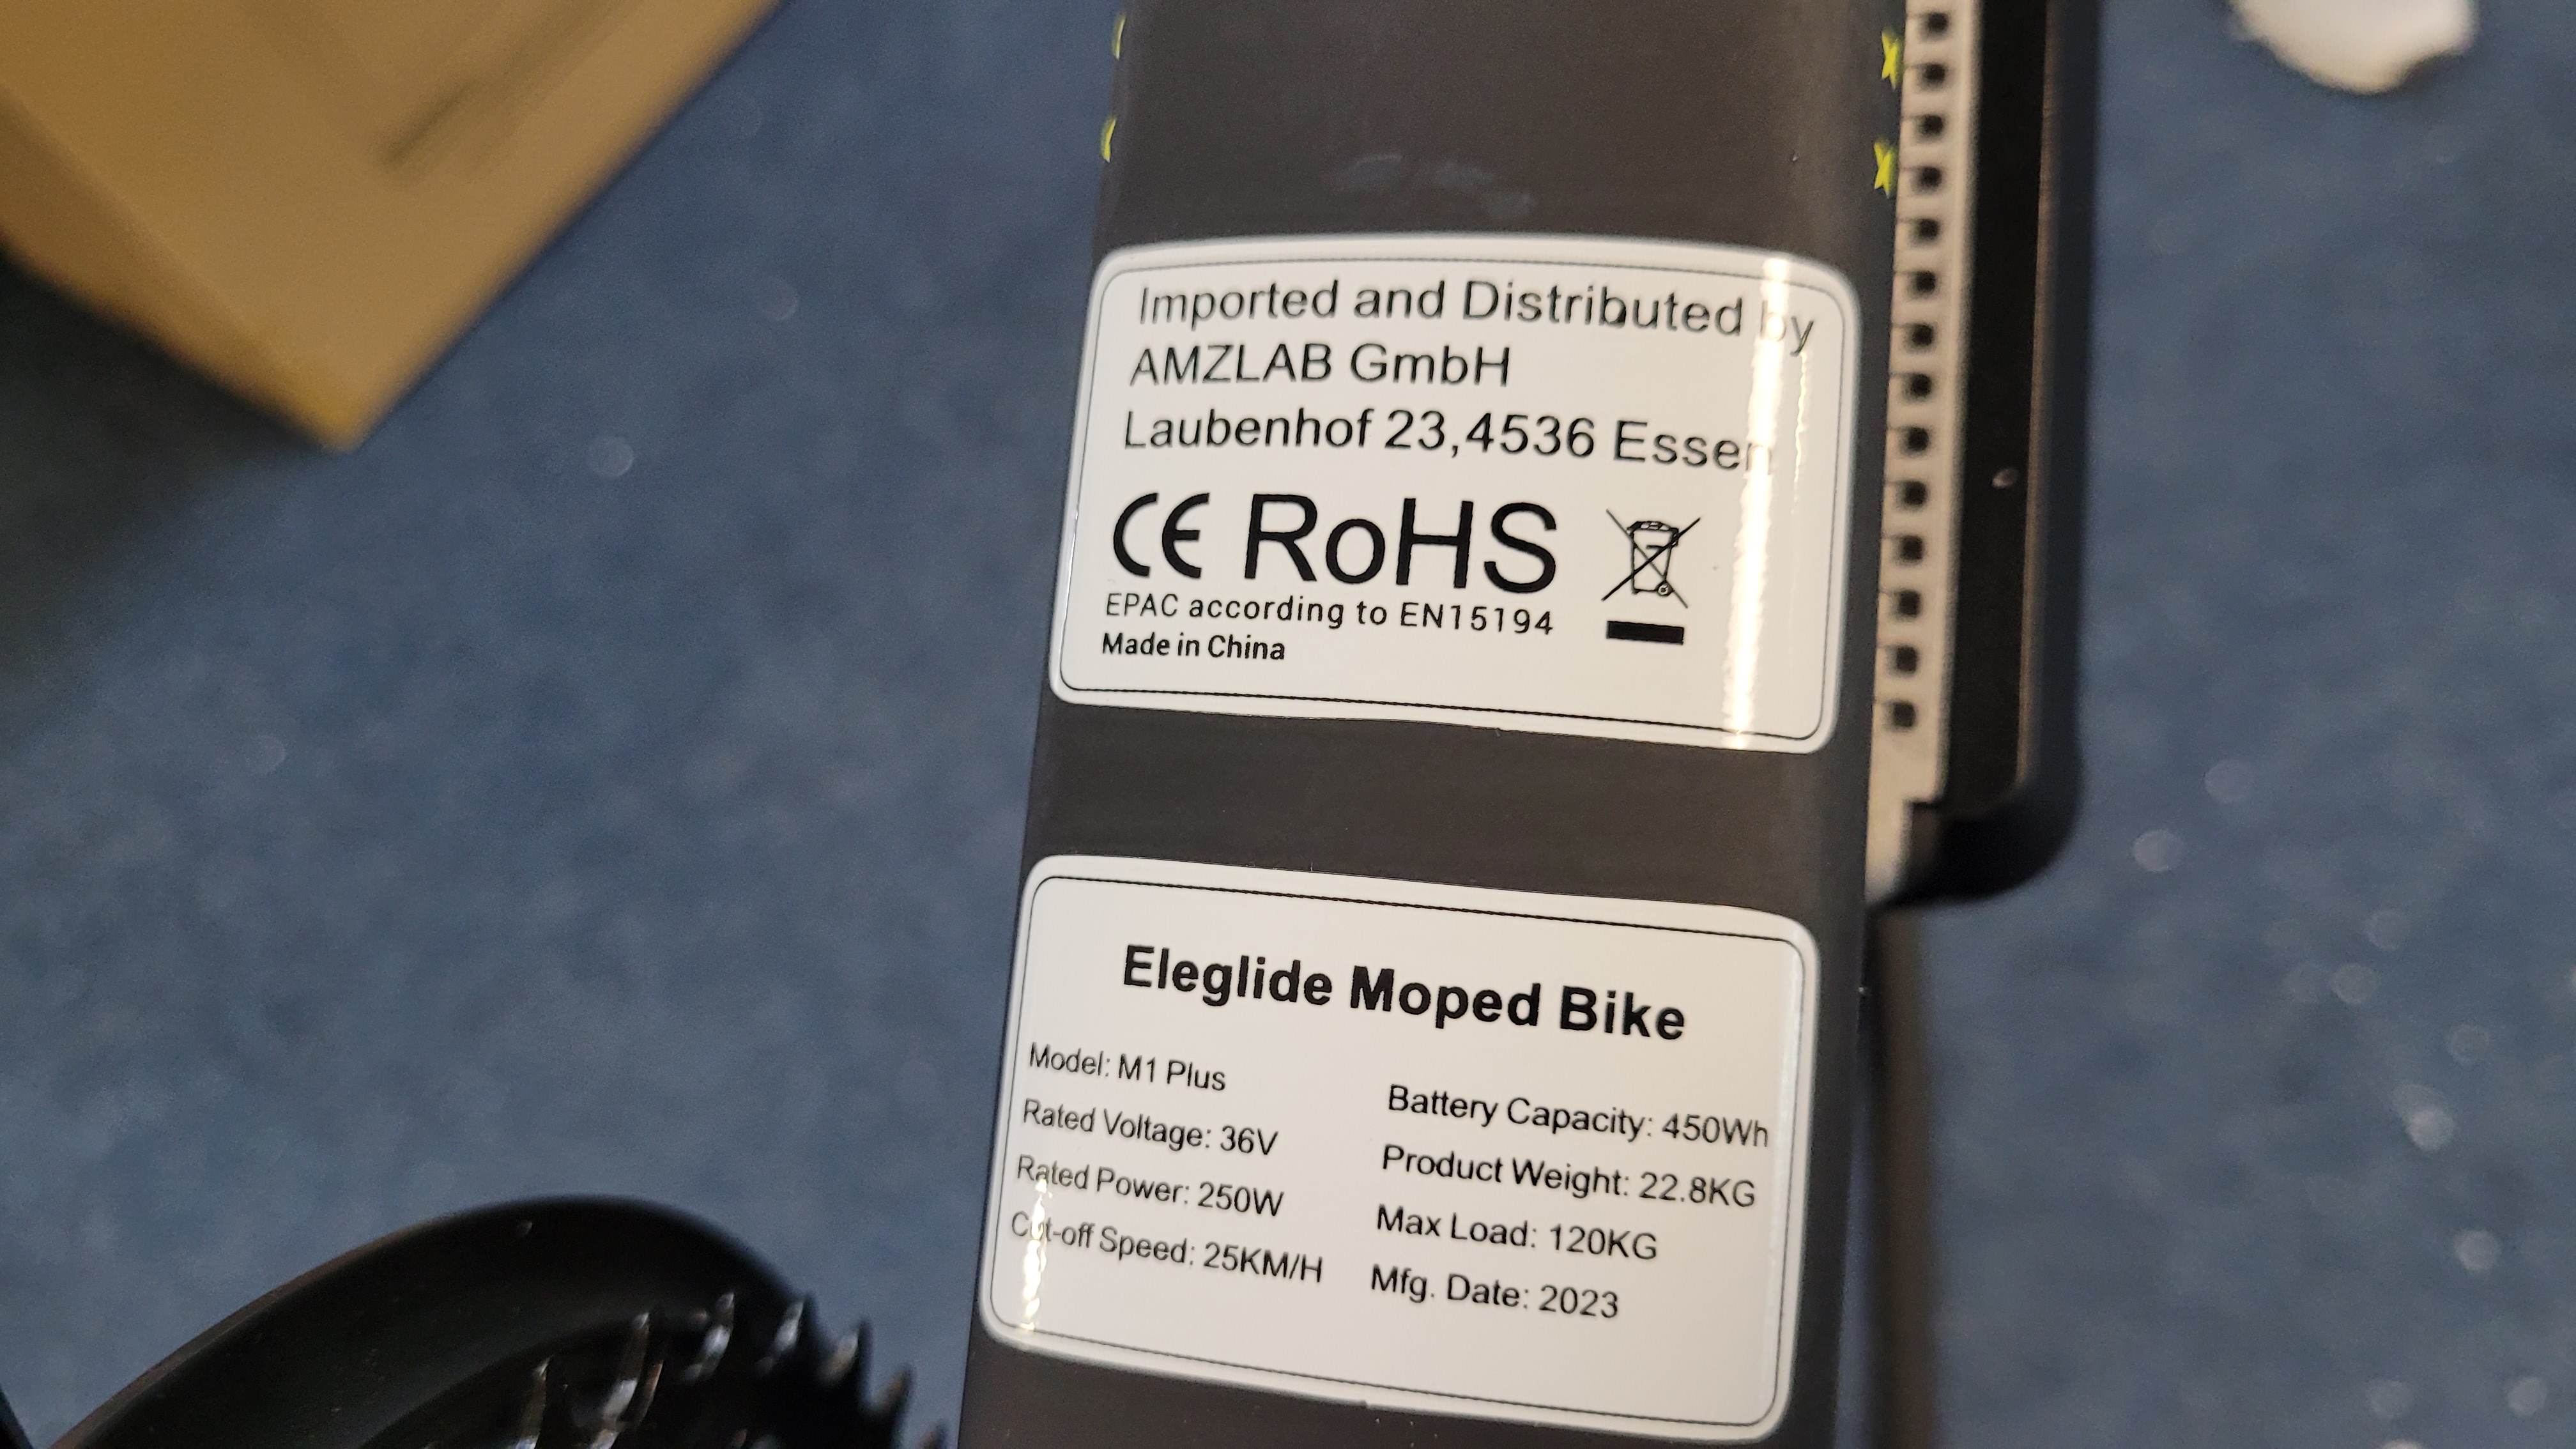 Imported and Distributed by
AMZLAB GmbH
Laubenhof 23,4536 Essen
CE RoHS
EPAC according to EN15194
Made in China
Eleglide Moped Bike
Model: M1 Plus
Rated Voltage: 36V
Rated Power: 250W
Cut-off Speed: 25KM/H
Battery Capacity: 450Wh
Product Weight: 22.8KG
Max Load: 120KG
Mfg. Date: 2023